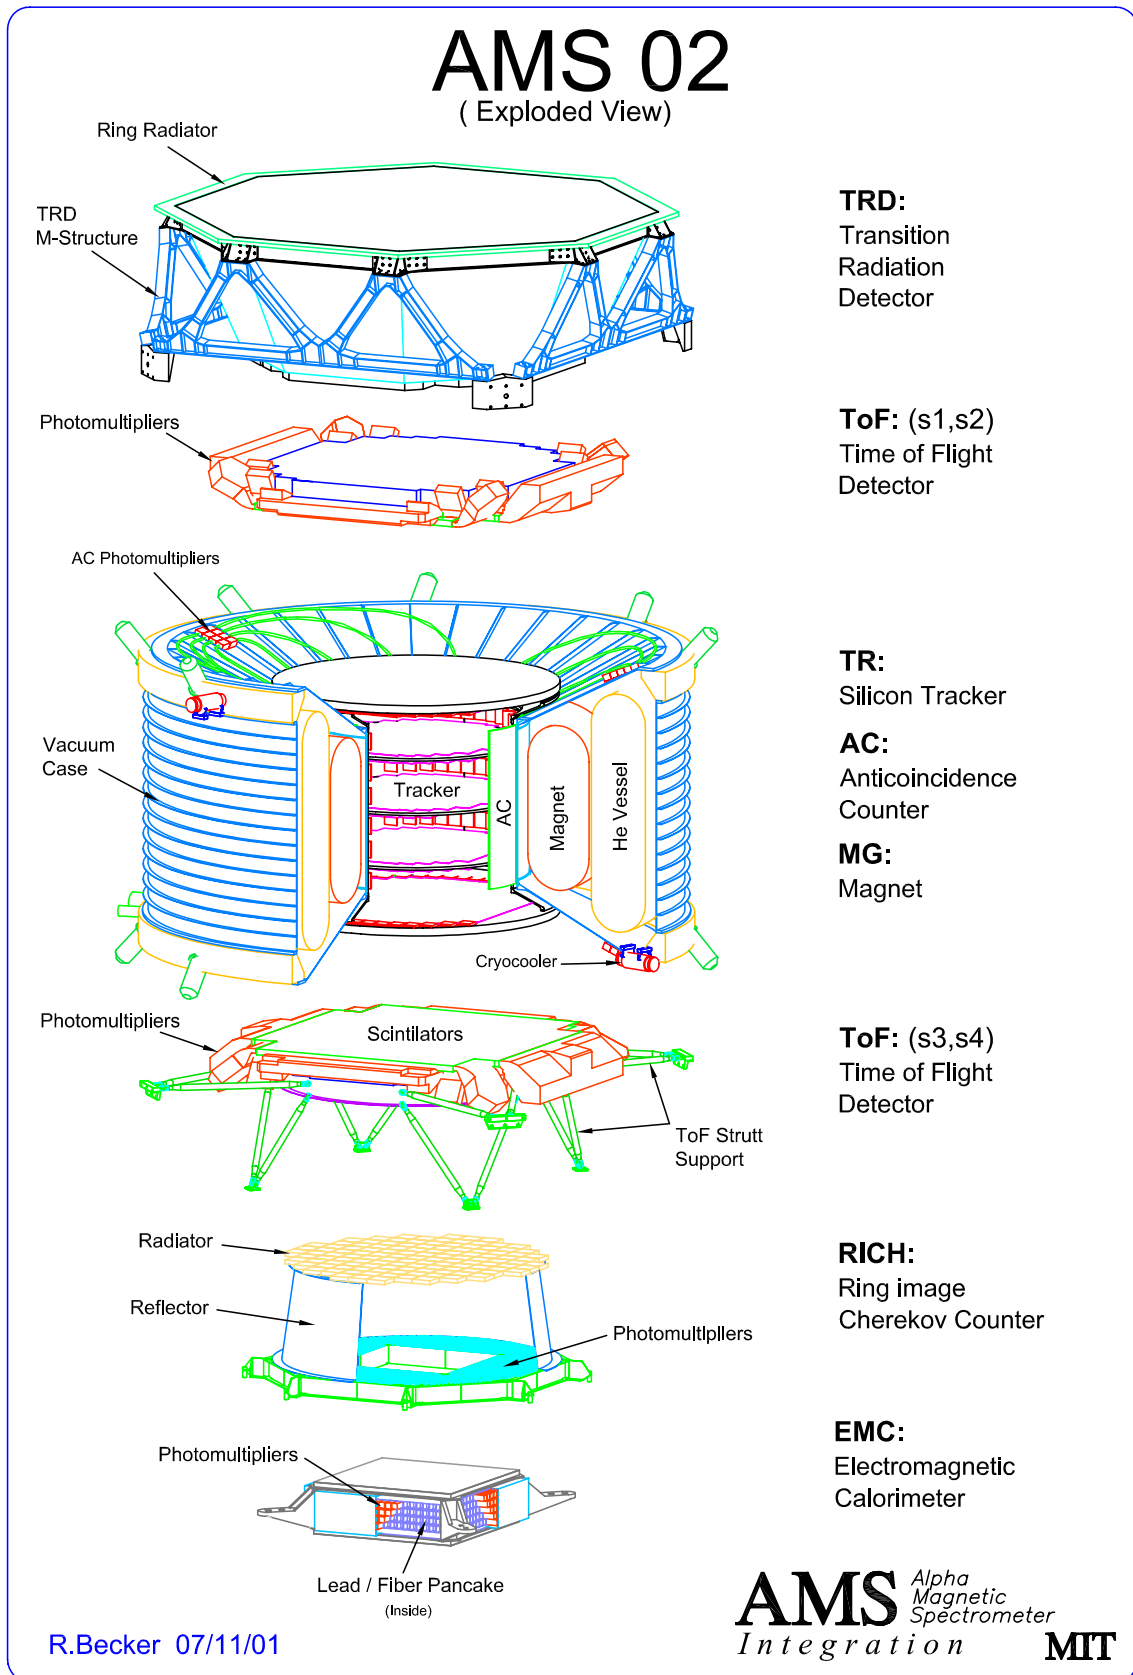 AMS 02
( Exploded View)
Ring Radiator
TRD
M-Structure
TRD:
Transition
Radiation
Detector
Photomultipliers
ToF: (s1,s2)
Time of Flight
Detector
AC Photomultipliers
Vacuum
Case
Tracker
AC
Magnet
He Vessel
Cryocooler
TR:
Silicon Tracker
AC:
Anticoincidence
Counter
MG:
Magnet
Photomultipliers
Scintilators
ToF Strutt
Support
ToF: (s3,s4)
Time of Flight
Detector
Radiator
Reflector
Photomultipliers
RICH:
Ring image
Cherekov Counter
Photomultipliers
Lead / Fiber Pancake
(Inside)
EMC:
Electromagnetic
Calorimeter
R.Becker 07/11/01
AMS
Alpha
Magnetic
Spectrometer
Integration
MIT